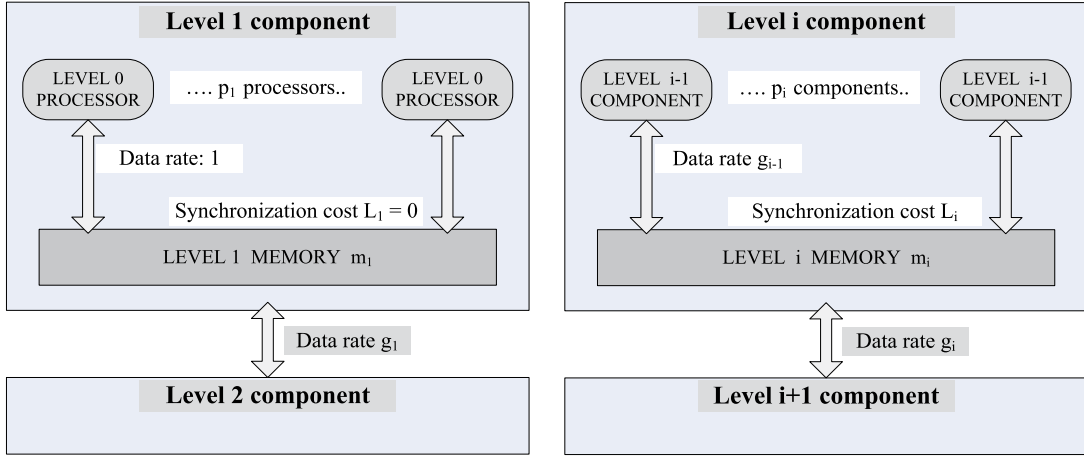 Level 1 component
LEVEL 0
PROCESSOR
.... p₁ processors..
LEVEL 0
PROCESSOR
Data rate: 1
Synchronization cost L₁ = 0
LEVEL 1 MEMORY m₁
Data rate g₁
Level 2 component
Level i component
LEVEL i-1
COMPONENT
.... pᵢ components..
LEVEL i-1
COMPONENT
Data rate gᵢ₋₁
Synchronization cost Lᵢ
LEVEL i MEMORY mᵢ
Data rate gᵢ
Level i+1 component